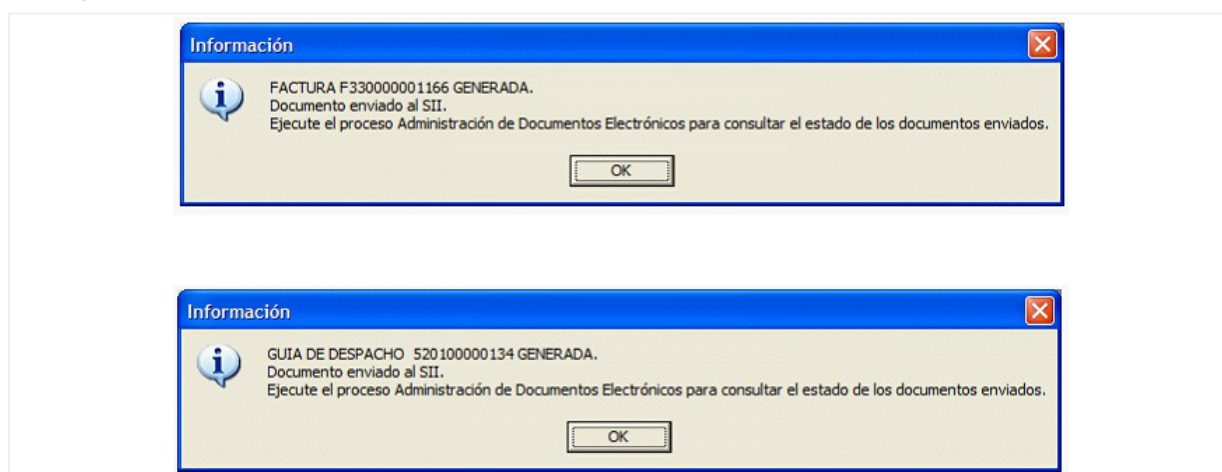 Información
FACTURA F330000001166 GENERADA.
Documento enviado al SII.
Ejecute el proceso Administración de Documentos Electrónicos para consultar el estado de los documentos enviados.
OK
Información
GUIA DE DESPACHO  520100000134 GENERADA.
Documento enviado al SII.
Ejecute el proceso Administración de Documentos Electrónicos para consultar el estado de los documentos enviados.
OK